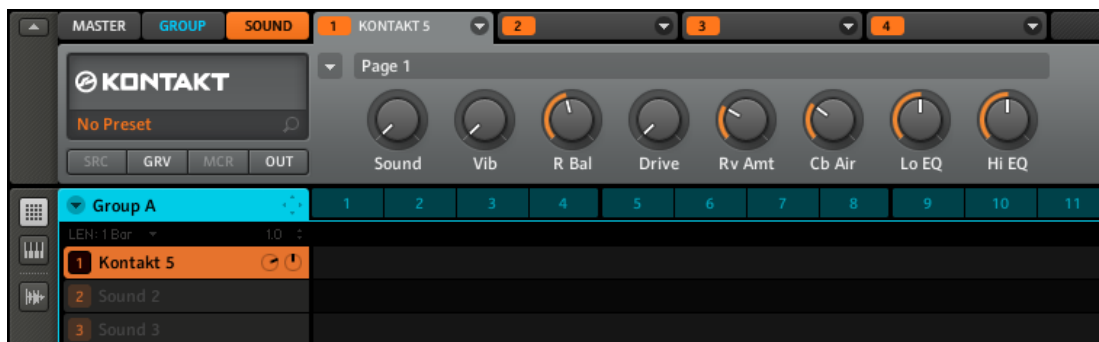 MASTER GROUP SOUND 1 KONTAKT 5 2 3 4
KONTAKT
Page 1
No Preset
Sound Vib R Bal Drive Rv Amt Cb Air Lo EQ Hi EQ
SRC GRV MCR OUT
Group A 1 2 3 4 5 6 7 8 9 10 11
LEN: 1 Bar 1.0
1 Kontakt 5
2 Sound 2
3 Sound 3